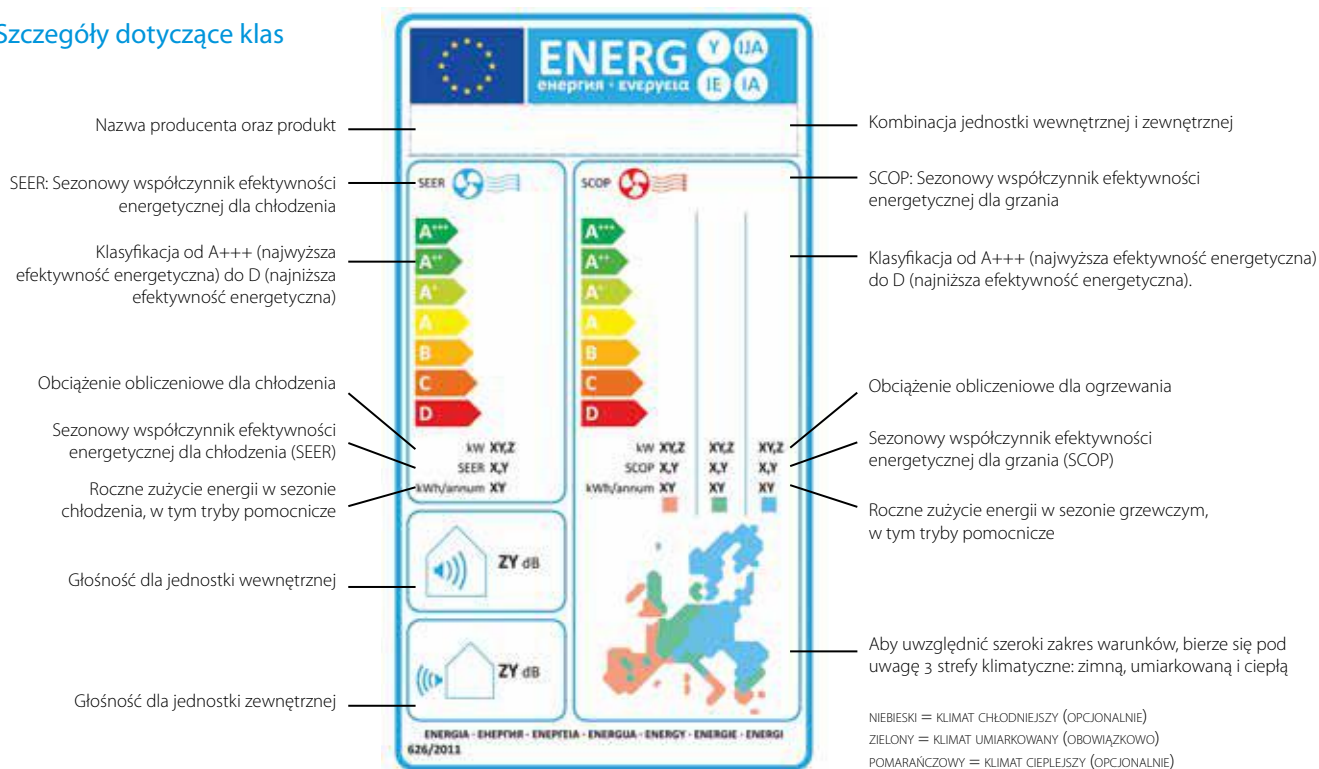 Szczegóły dotyczące klas
ENERG
Y IJA
IE IA
енергия · ενεργεια
Nazwa producenta oraz produkt
Kombinacja jednostki wewnętrznej i zewnętrznej
SEER: Sezonowy współczynnik efektywności
energetycznej dla chłodzenia
SEER
SCOP
SCOP: Sezonowy współczynnik efektywności
energetycznej dla grzania
Klasyfikacja od A+++ (najwyższa
efektywność energetyczna) do D (najniższa
efektywność energetyczna)
A+++
A++
A+
A
B
C
D
A+++
A++
A+
A
B
C
D
Klasyfikacja od A+++ (najwyższa efektywność energetyczna)
do D (najniższa efektywność energetyczna).
Obciążenie obliczeniowe dla chłodzenia
Sezonowy współczynnik efektywności
energetycznej dla chłodzenia (SEER)
Roczne zużycie energii w sezonie
chłodzenia, w tym tryby pomocnicze
kW XY,Z
SEER X,Y
kWh/annum XY
kW XY,Z XY,Z XY,Z
SCOP X,Y X,Y X,Y
kWh/annum XY XY XY
Obciążenie obliczeniowe dla ogrzewania
Sezonowy współczynnik efektywności
energetycznej dla grzania (SCOP)
Roczne zużycie energii w sezonie grzewczym,
w tym tryby pomocnicze
Głośność dla jednostki wewnętrznej
ZY dB
Głośność dla jednostki zewnętrznej
ZY dB
Aby uwzględnić szeroki zakres warunków, bierze się pod
uwagę 3 strefy klimatyczne: zimną, umiarkowaną i ciepłą
NIEBIESKI = KLIMAT CHŁODNIEJSZY (OPCJONALNIE)
ZIELONY = KLIMAT UMIARKOWANY (OBOWIĄZKOWO)
POMARAŃCZOWY = KLIMAT CIEPLEJSZY (OPCJONALNIE)
ENERGIA · ЕНЕРГИЯ · ΕΝΕΡΓΕΙΑ · ENERGIJA · ENERGY · ENERGIE · ENERGI
626/2011